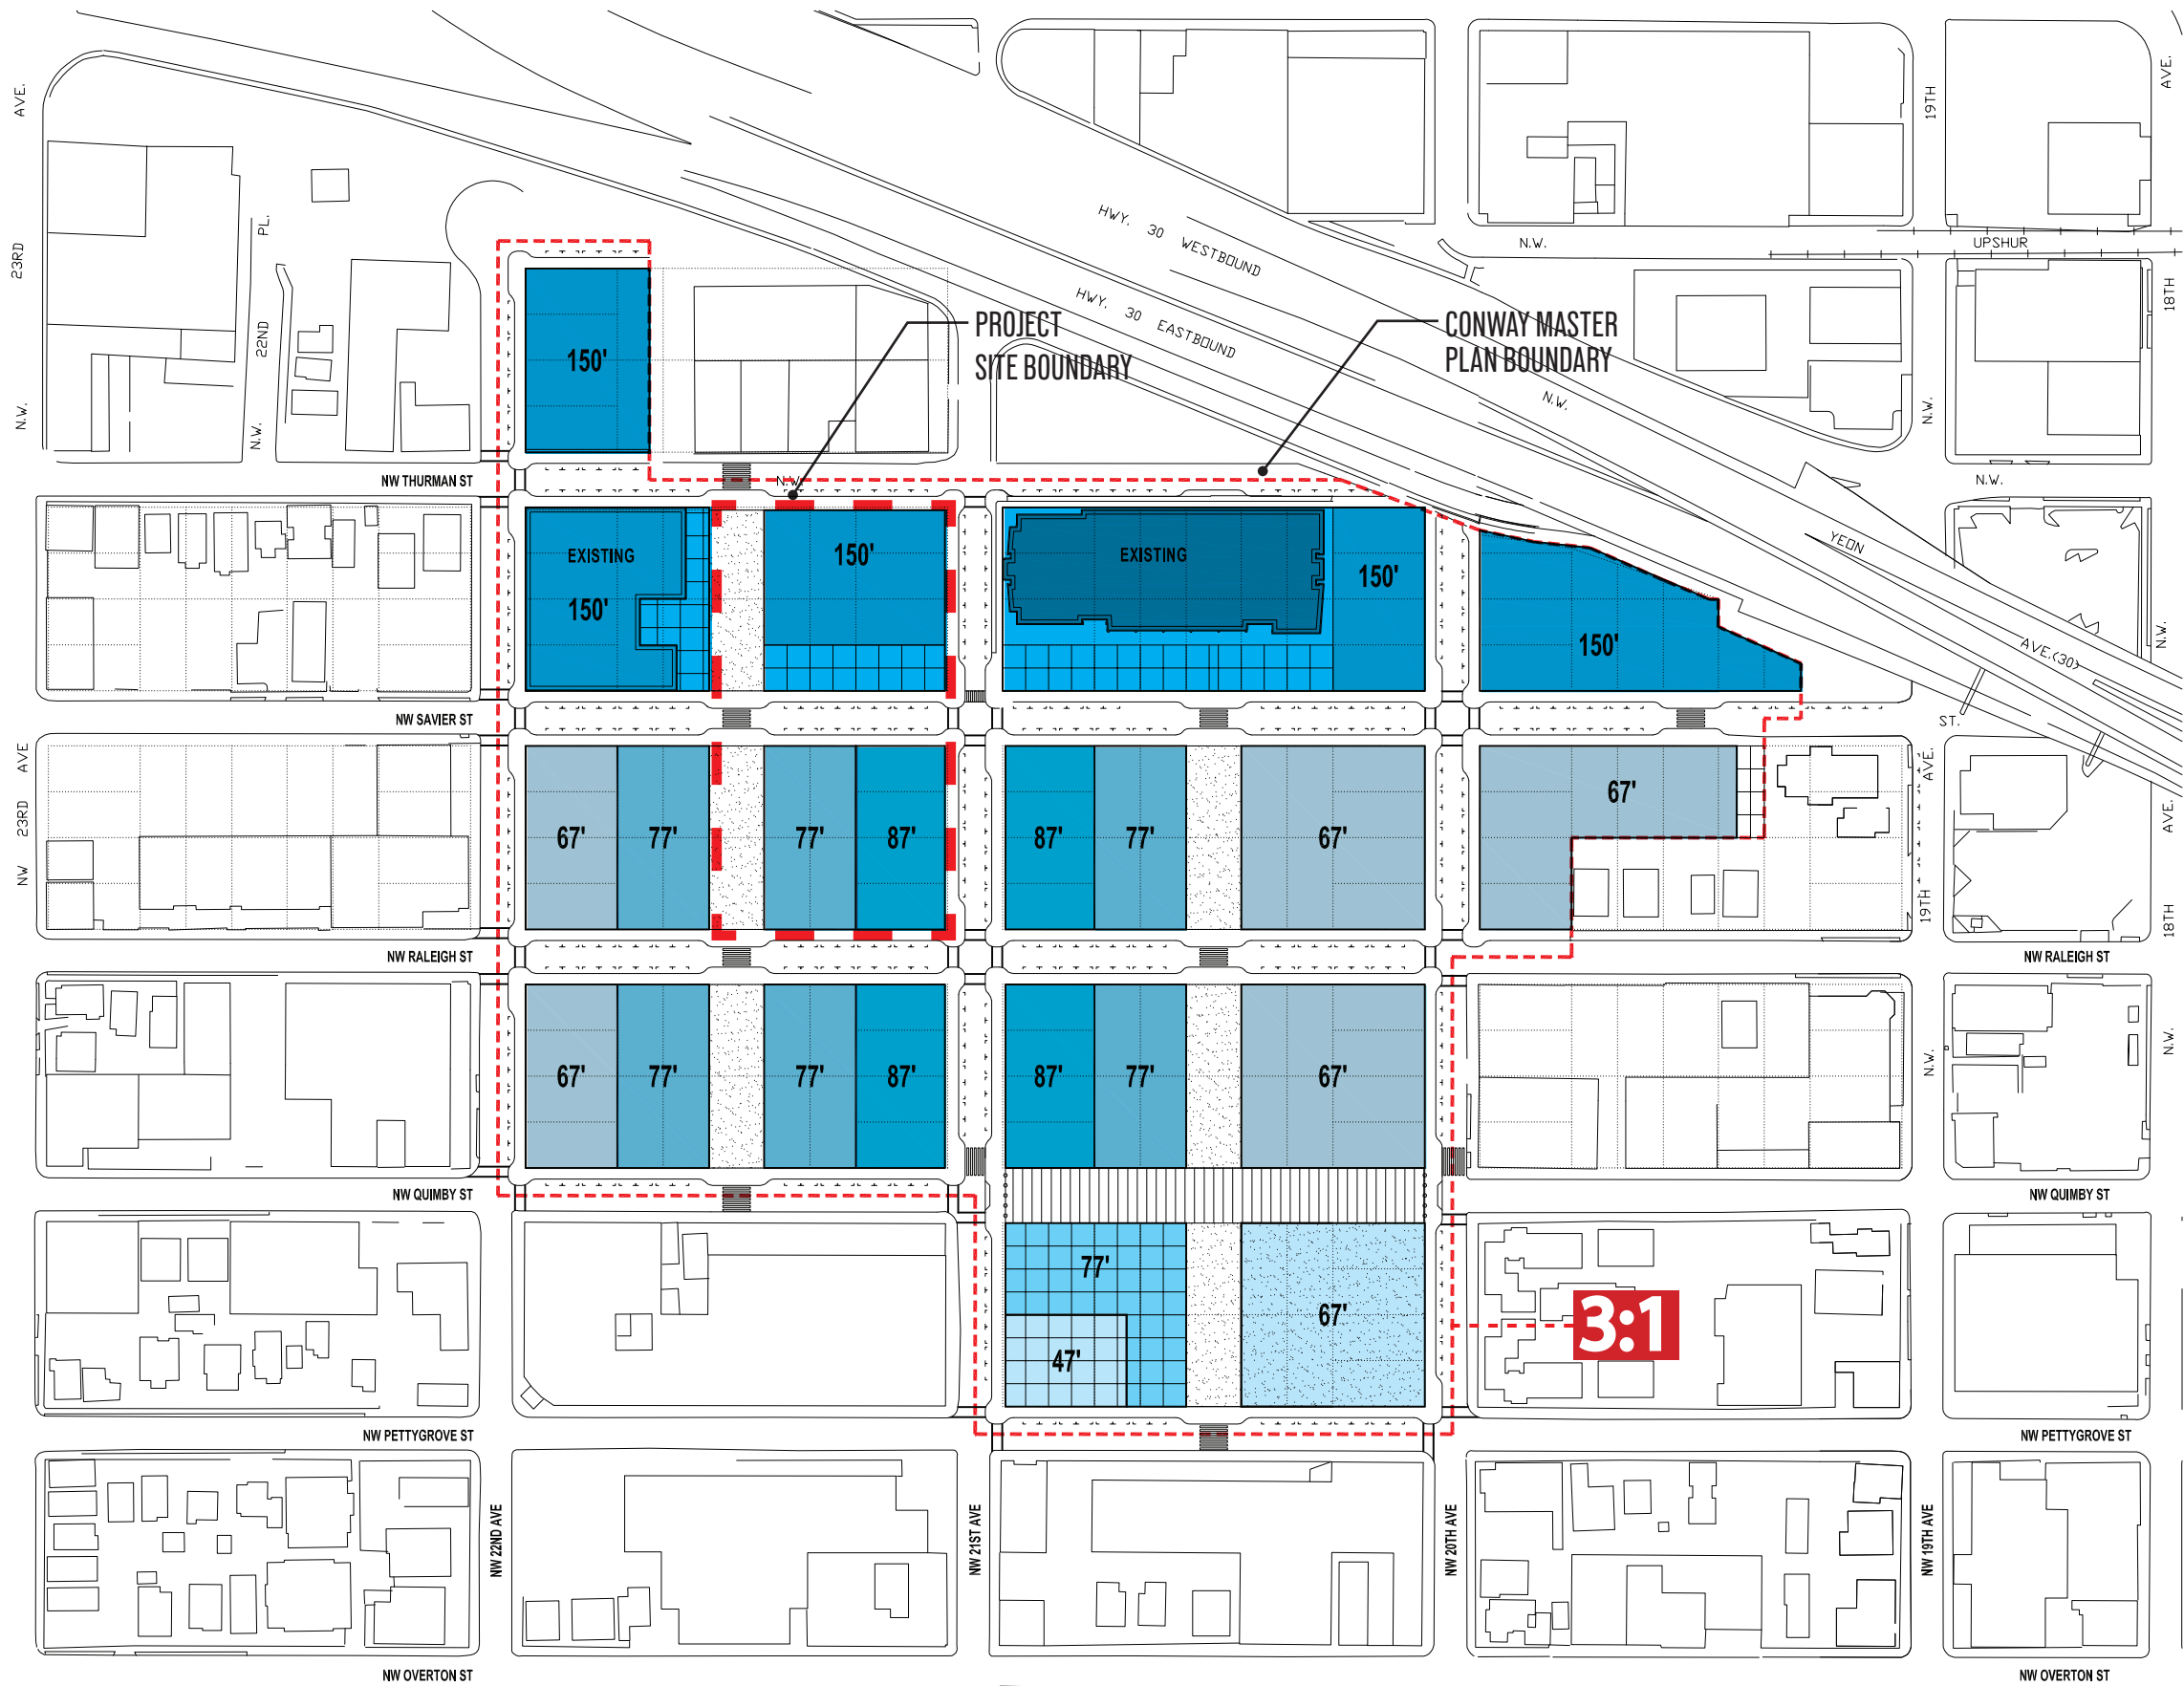 AVE.
23RD
N.W.
PL.
22ND
N.W.
19TH
AVE.
18TH
N.W.
UPSHUR
HWY. 30 WESTBOUND
HWY. 30 EASTBOUND
PROJECT
SITE BOUNDARY
CONWAY MASTER
PLAN BOUNDARY
N.W.
N.W.
150'
NW THURMAN ST
N.W.
N.W.
EXISTING
150'
150'
EXISTING
150'
150'
YEON
AVE.(30)
N.W.
NW SAVIER ST
ST.
AVE
23RD
NW
67'
77'
77'
87'
87'
77'
67'
67'
AVE.
19TH
AVE.
18TH
NW RALEIGH ST
NW RALEIGH ST
67'
77'
77'
87'
87'
77'
67'
N.W.
N.W.
NW QUIMBY ST
NW QUIMBY ST
77'
47'
67'
3:1
NW PETTYGROVE ST
NW PETTYGROVE ST
NW 22ND AVE
NW 21ST AVE
NW 20TH AVE
NW 19TH AVE
NW OVERTON ST
NW OVERTON ST